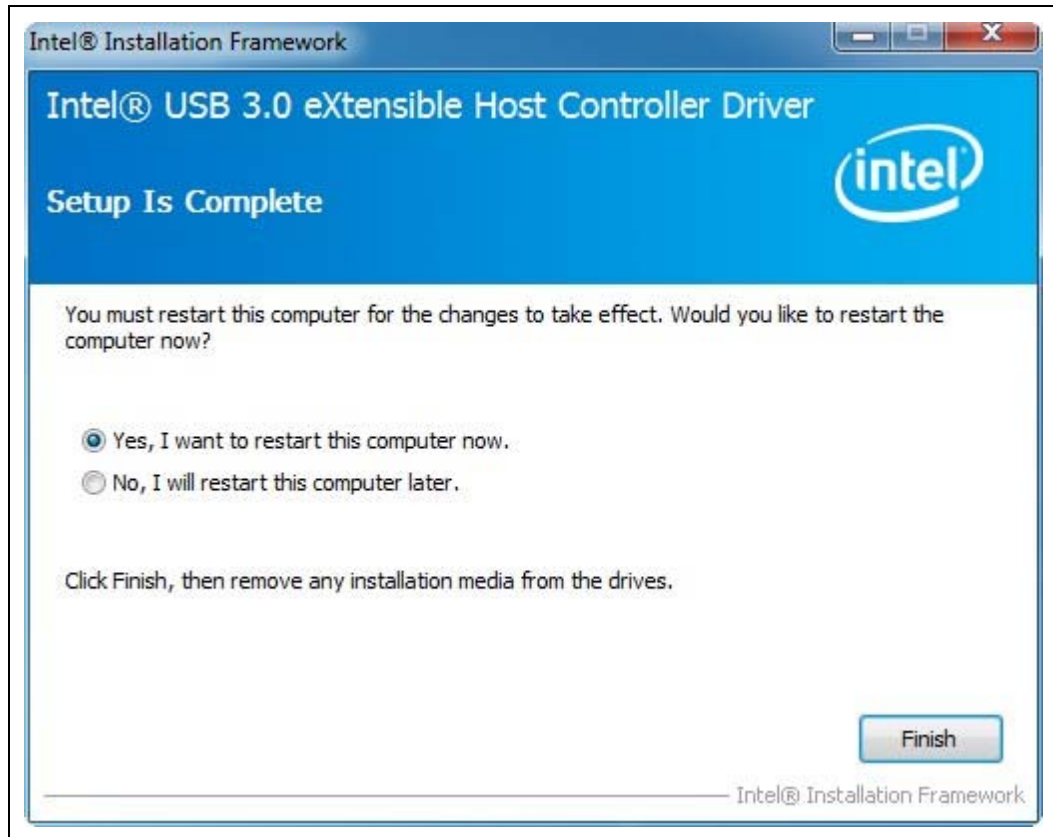 Intel® Installation Framework
Intel® USB 3.0 eXtensible Host Controller Driver
intel
Setup Is Complete
You must restart this computer for the changes to take effect. Would you like to restart the
computer now?
Yes, I want to restart this computer now.
No, I will restart this computer later.
Click Finish, then remove any installation media from the drives.
Finish
Intel® Installation Framework